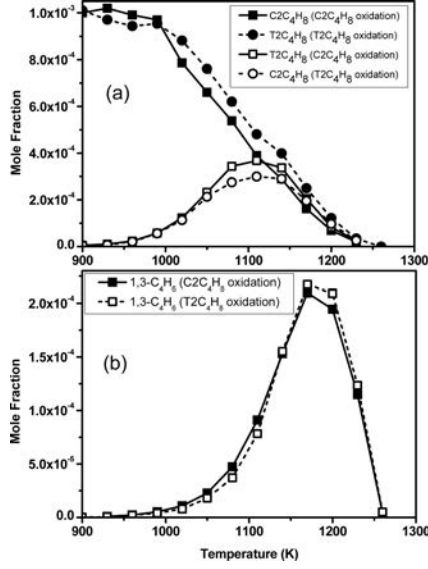 C2C₄H₈ (C2C₄H₈ oxidation)
T2C₄H₈ (T2C₄H₈ oxidation)
T2C₄H₈ (C2C₄H₈ oxidation)
C2C₄H₈ (T2C₄H₈ oxidation)
1.0x10⁻³
8.0x10⁻⁴
6.0x10⁻⁴
4.0x10⁻⁴
2.0x10⁻⁴
0.0
Mole Fraction
(a)
900 1000 1100 1200 1300
1,3-C₄H₆ (C2C₄H₈ oxidation)
1,3-C₄H₆ (T2C₄H₈ oxidation)
2.0x10⁻⁴
1.5x10⁻⁴
1.0x10⁻⁴
5.0x10⁻⁵
0.0
Mole Fraction
(b)
900 1000 1100 1200 1300
Temperature (K)